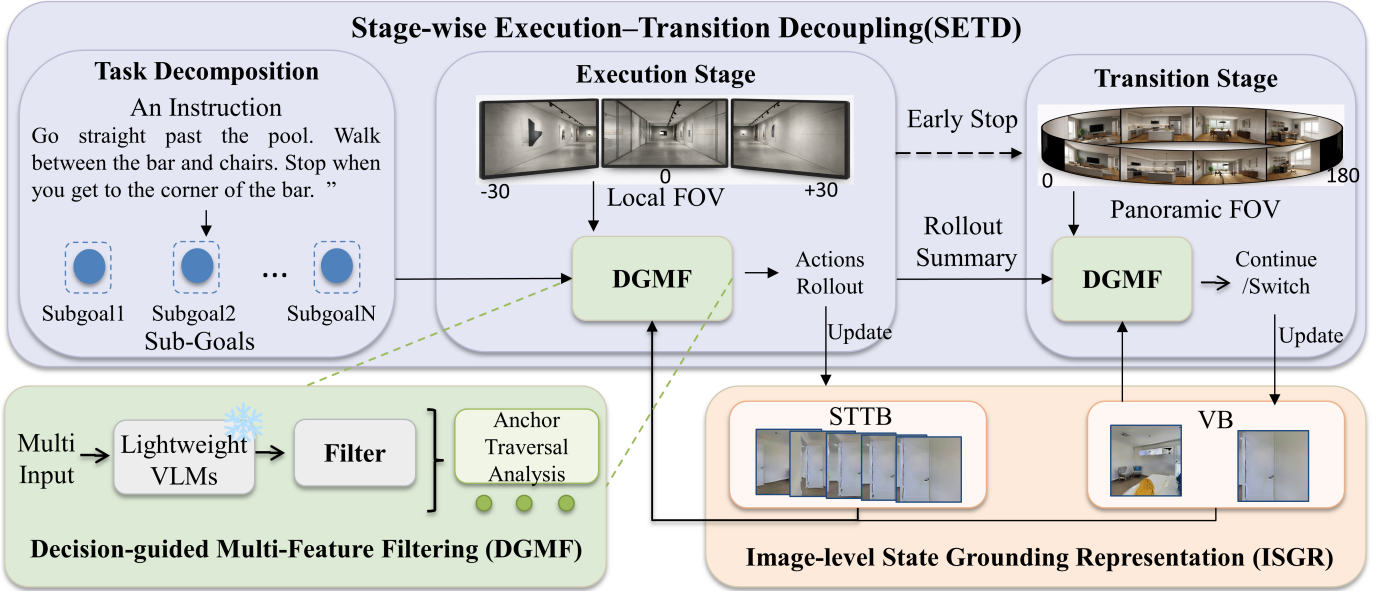 Stage-wise Execution–Transition Decoupling(SETD)
Task Decomposition
An Instruction
Go straight past the pool. Walk
between the bar and chairs. Stop when
you get to the corner of the bar. ”
...
Subgoal1
Subgoal2
SubgoalN
Sub-Goals
Execution Stage
-30
0
+30
Local FOV
DGMF
Actions
Rollout
Update
Early Stop
Rollout
Summary
Transition Stage
0
180
Panoramic FOV
DGMF
Continue
/Switch
Update
Multi
Input
Lightweight
VLMs
Filter
Anchor
Traversal
Analysis
Decision-guided Multi-Feature Filtering (DGMF)
STTB
VB
Image-level State Grounding Representation (ISGR)